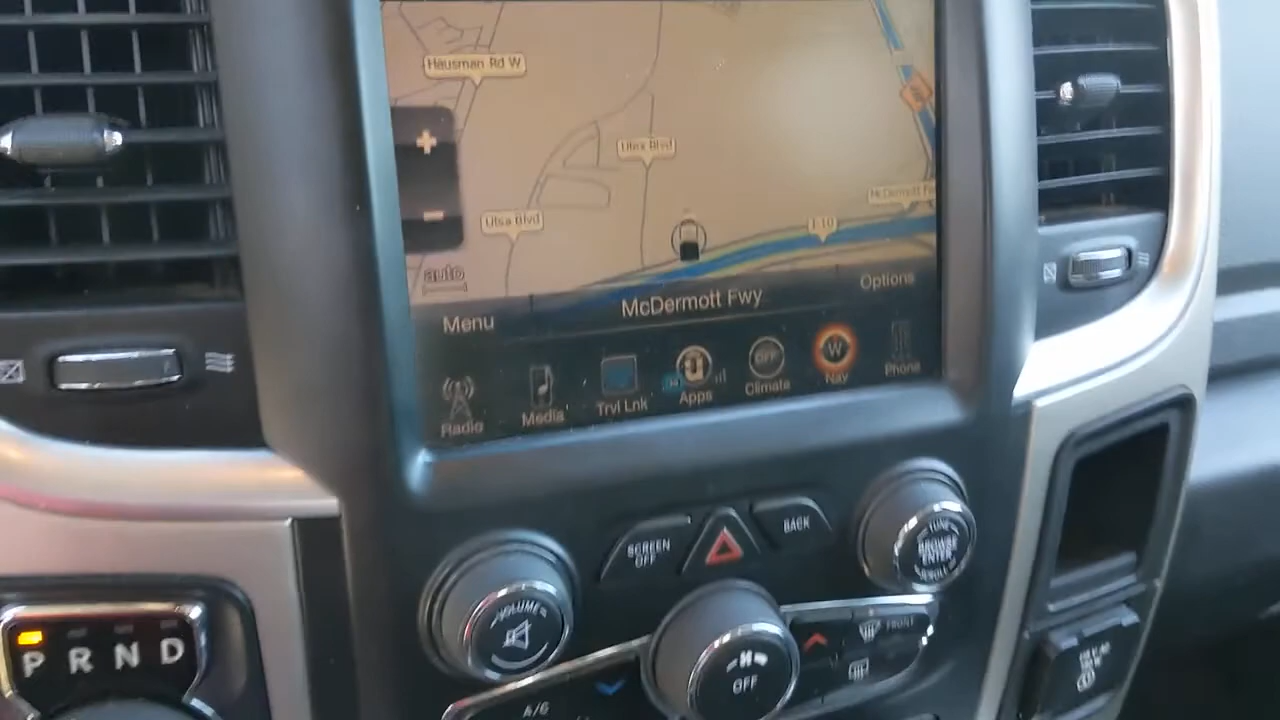 Hausman Rd W
+
Utsa Blvd
-
Utsa Blvd
McDermott
I-10
auto
Menu
McDermott Fwy
Options
Radio
Media
Trvl Lnk
Apps
OFF
Climate
W
Nav
Phone
SCREEN
OFF
BACK
TUNE
BROWSE
ENTER
SCROLL
VOLUME
OFF
FRONT
A/C
P R N D